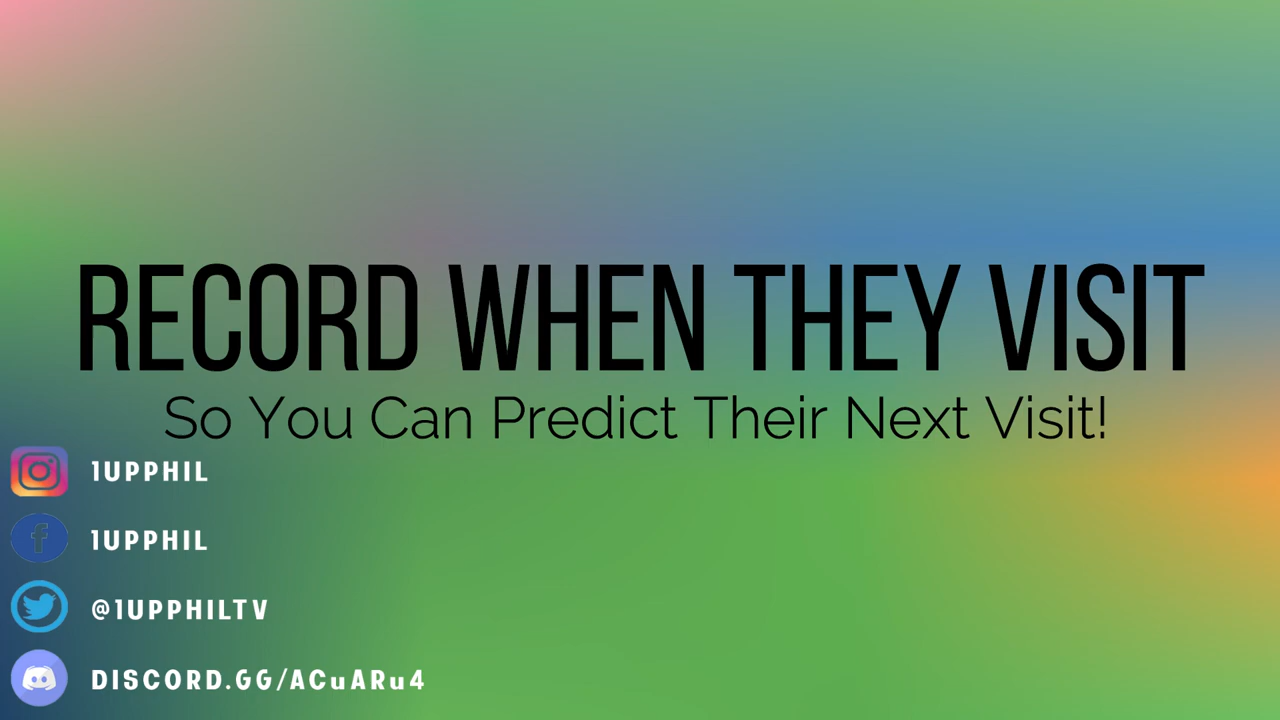 RECORD WHEN THEY VISIT
So You Can Predict Their Next Visit!
1UPPHIL
1UPPHIL
@1UPPHILTV
DISCORD.GG/ACuARu4